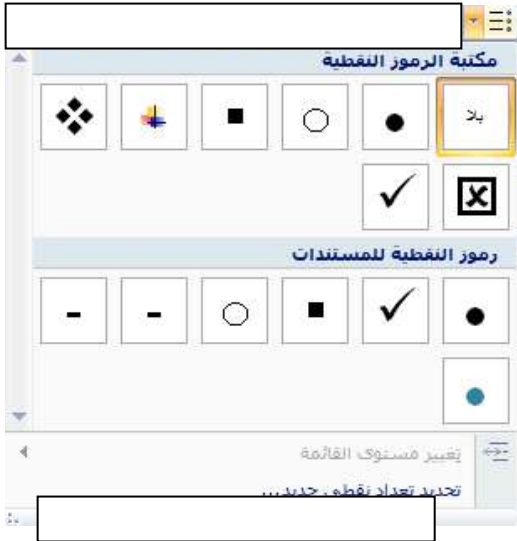 مكتبة الرموز النقطية
بلا
رموز النقطية للمستندات
تغيير مستوى القائمة
تحديد تعداد نقطي جديد...